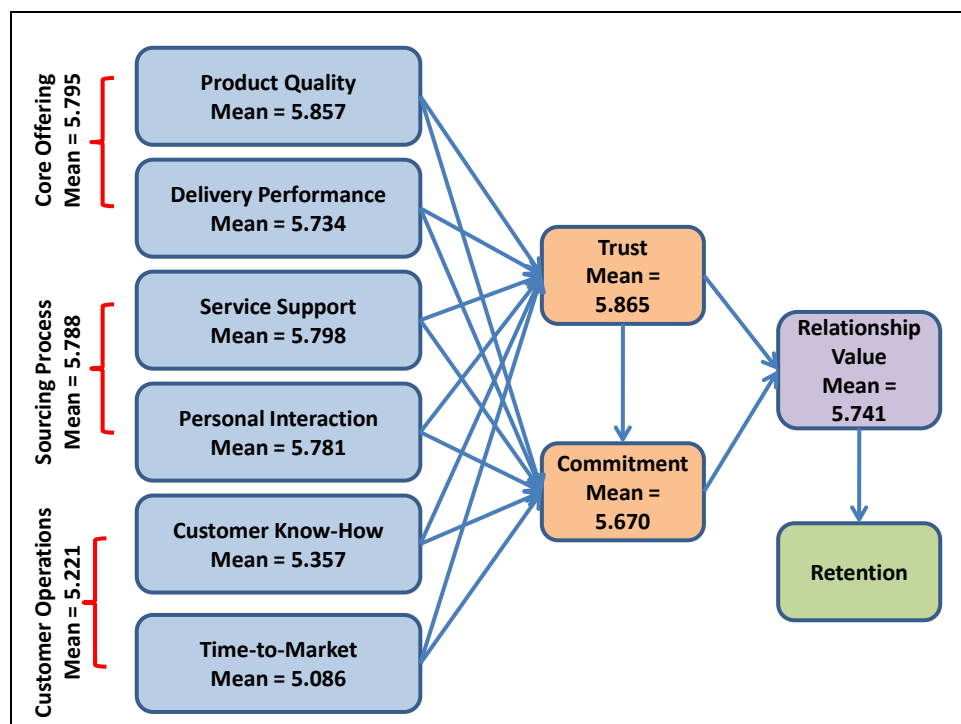 Core Offering
Mean = 5.795
Product Quality
Mean = 5.857
Delivery Performance
Mean = 5.734
Sourcing Process
Mean = 5.788
Service Support
Mean = 5.798
Personal Interaction
Mean = 5.781
Customer Operations
Mean = 5.221
Customer Know-How
Mean = 5.357
Time-to-Market
Mean = 5.086
Trust
Mean =
5.865
Commitment
Mean =
5.670
Relationship
Value
Mean =
5.741
Retention